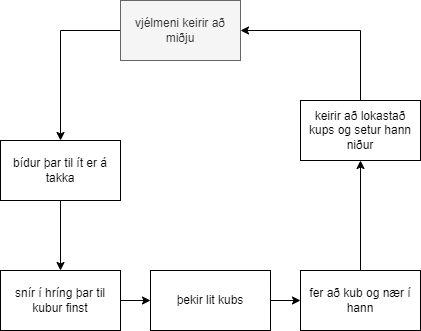 vjélmeni keirir að
miðju
bídur þar til ít er á
takka
snír í hríng þar til
kubur finst
þekir lit kubs
fer að kub og nær í
hann
keirir að lokastað
kups og setur hann
niður